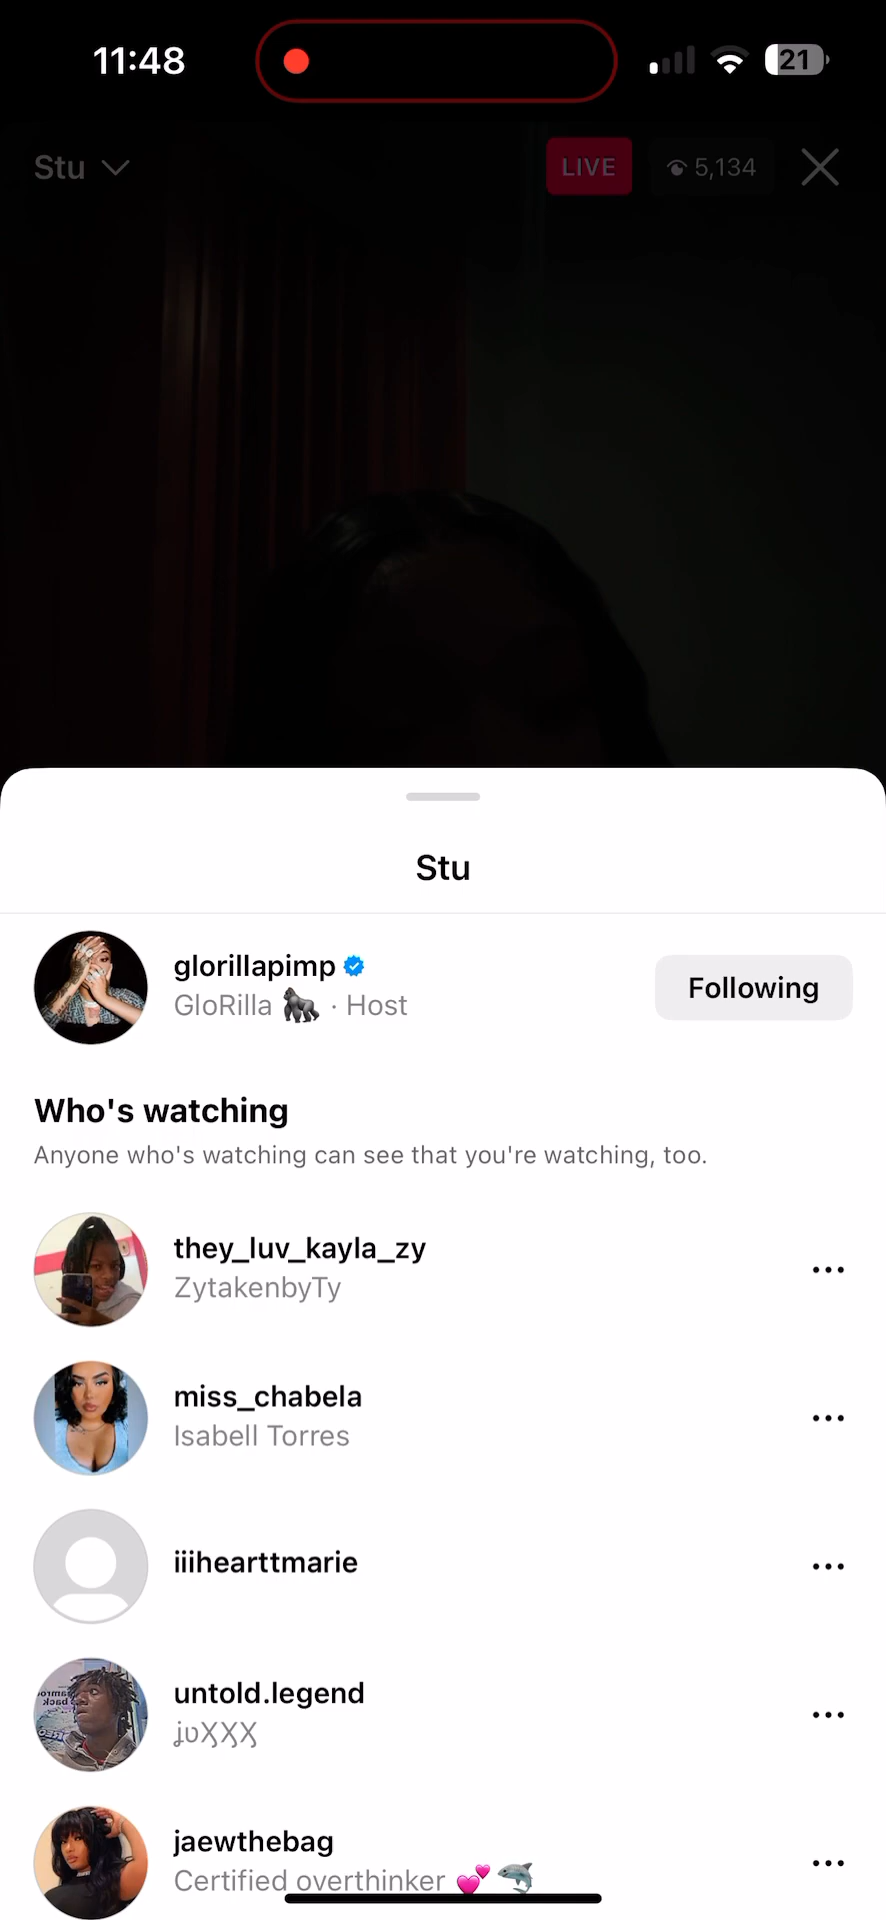 11:48
21
Stu
LIVE
5,134
Stu
glorillapimp
GloRilla 🦍 · Host
Following
Who's watching
Anyone who's watching can see that you're watching, too.
they_luv_kayla_zy
ZytakenbyTy
miss_chabela
Isabell Torres
iiihearttmarie
untold.legend
jaewthebag
Certified overthinker 💕 🦈